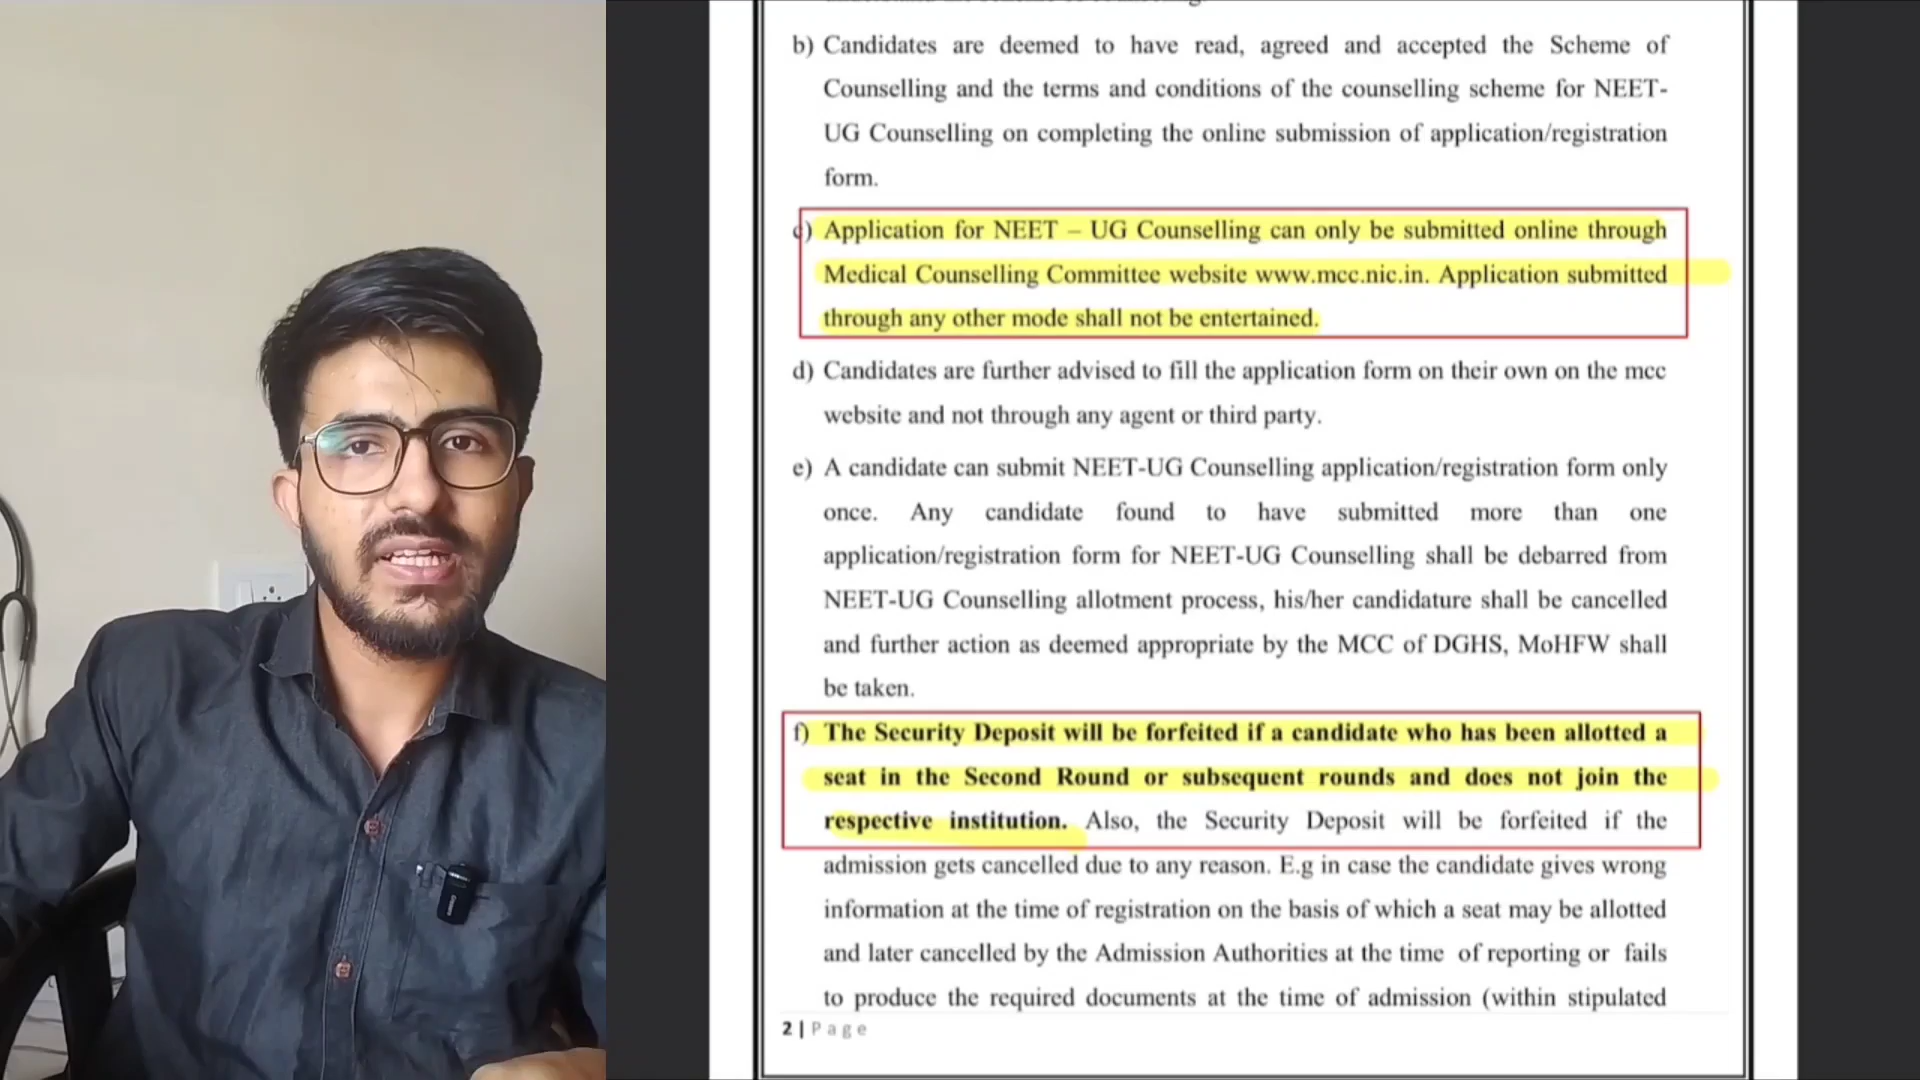 b) Candidates are deemed to have read, agreed and accepted the Scheme of
Counselling and the terms and conditions of the counselling scheme for NEET-
UG Counselling on completing the online submission of application/registration
form.
c) Application for NEET – UG Counselling can only be submitted online through
Medical Counselling Committee website www.mcc.nic.in. Application submitted
through any other mode shall not be entertained.
d) Candidates are further advised to fill the application form on their own on the mcc
website and not through any agent or third party.
e) A candidate can submit NEET-UG Counselling application/registration form only
once. Any candidate found to have submitted more than one
application/registration form for NEET-UG Counselling shall be debarred from
NEET-UG Counselling allotment process, his/her candidature shall be cancelled
and further action as deemed appropriate by the MCC of DGHS, MoHFW shall
be taken.
f) The Security Deposit will be forfeited if a candidate who has been allotted a
seat in the Second Round or subsequent rounds and does not join the
respective institution. Also, the Security Deposit will be forfeited if the
admission gets cancelled due to any reason. E.g in case the candidate gives wrong
information at the time of registration on the basis of which a seat may be allotted
and later cancelled by the Admission Authorities at the time of reporting or fails
to produce the required documents at the time of admission (within stipulated
2 | Page